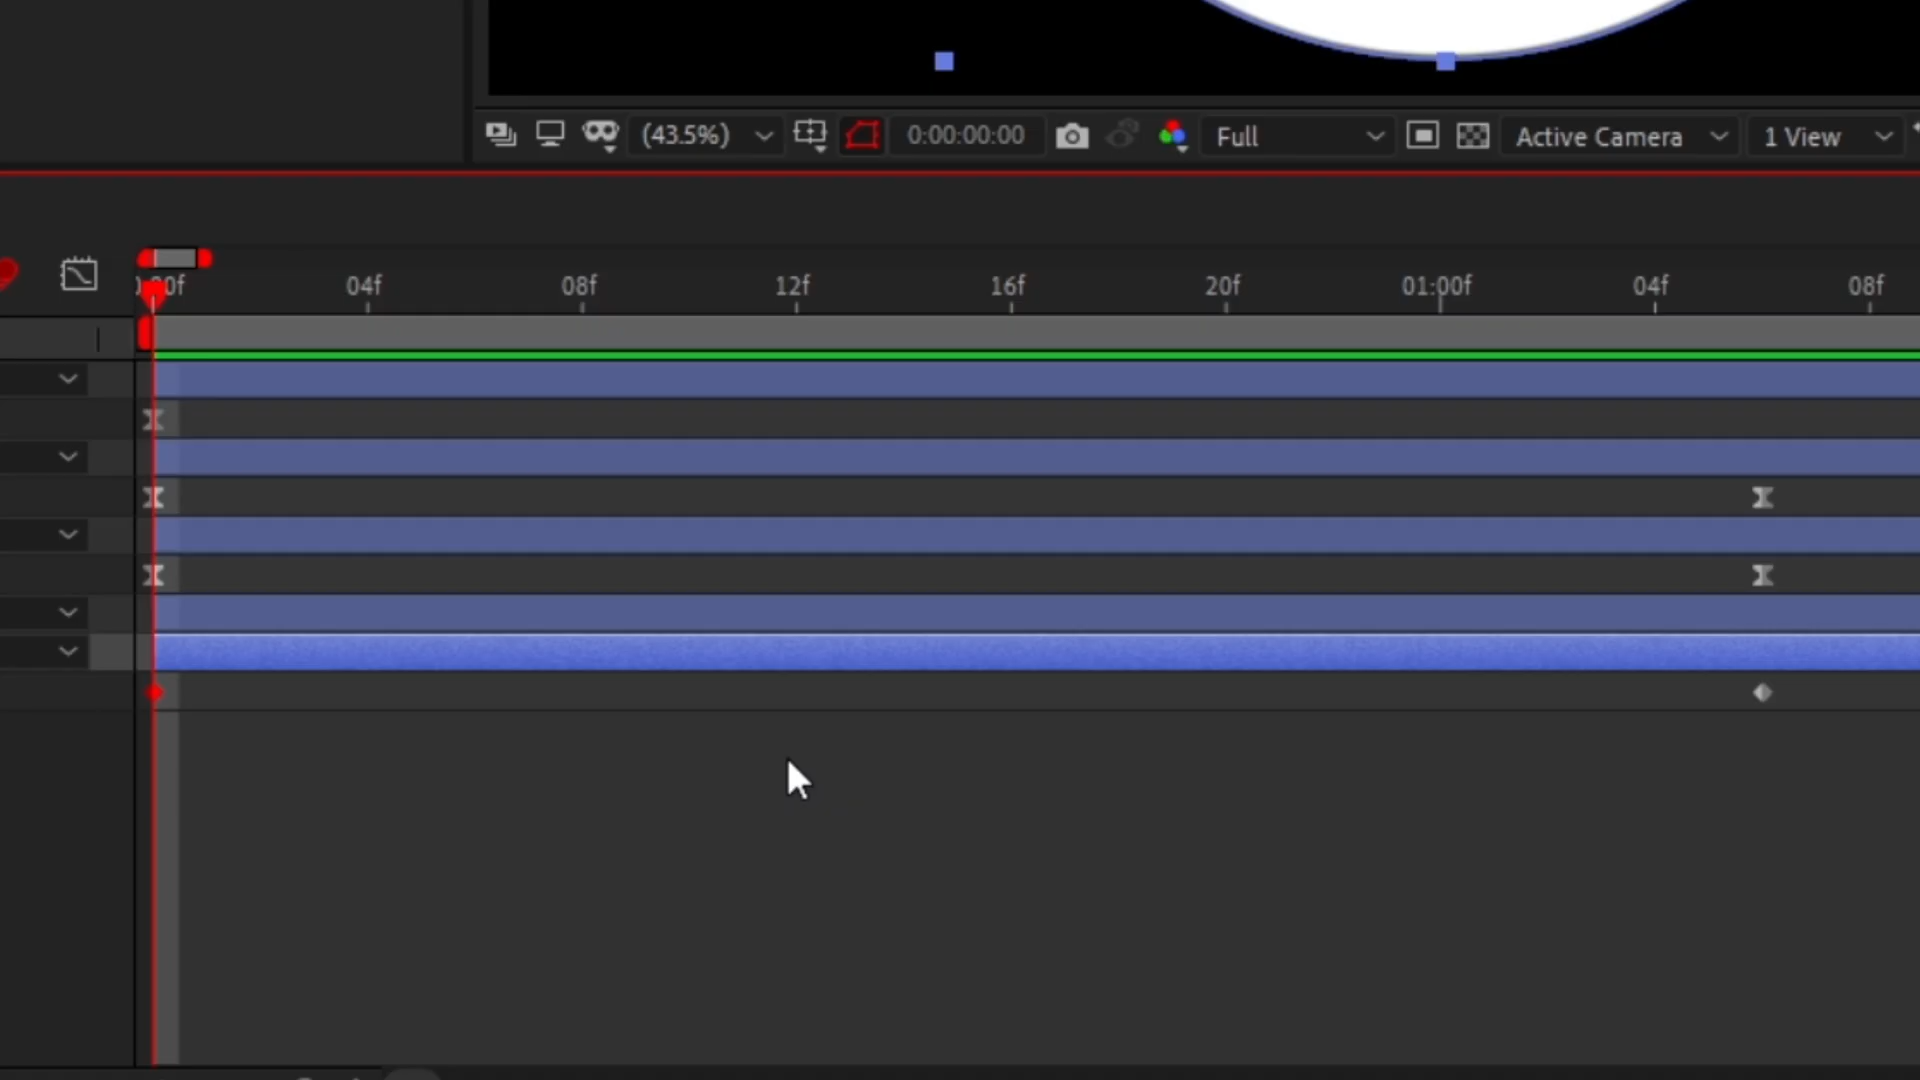 (43.5%) 0:00:00:00 Full Active Camera 1 View
04f 08f 12f 16f 20f 01:00f 04f 08f